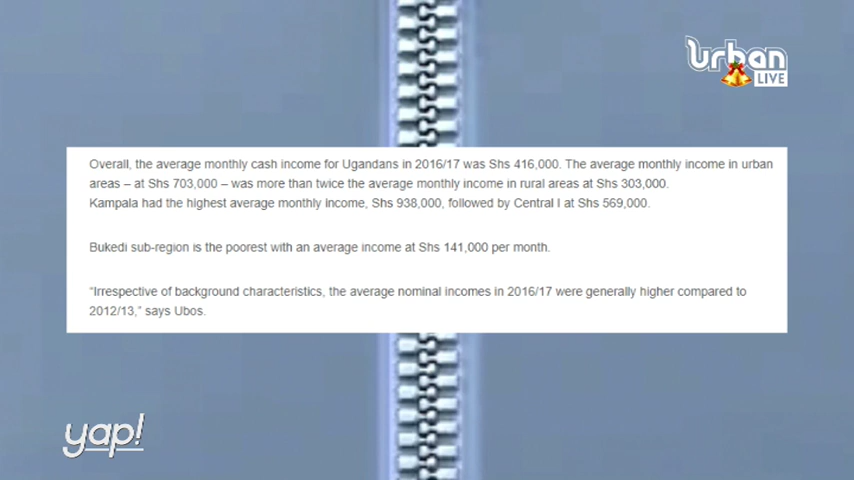 Urban
LIVE
Overall, the average monthly cash income for Ugandans in 2016/17 was Shs 416,000. The average monthly income in urban
areas – at Shs 703,000 – was more than twice the average monthly income in rural areas at Shs 303,000.
Kampala had the highest average monthly income, Shs 938,000, followed by Central I at Shs 569,000.
Bukedi sub-region is the poorest with an average income at Shs 141,000 per month.
“Irrespective of background characteristics, the average nominal incomes in 2016/17 were generally higher compared to
2012/13,” says Ubos.
yap!